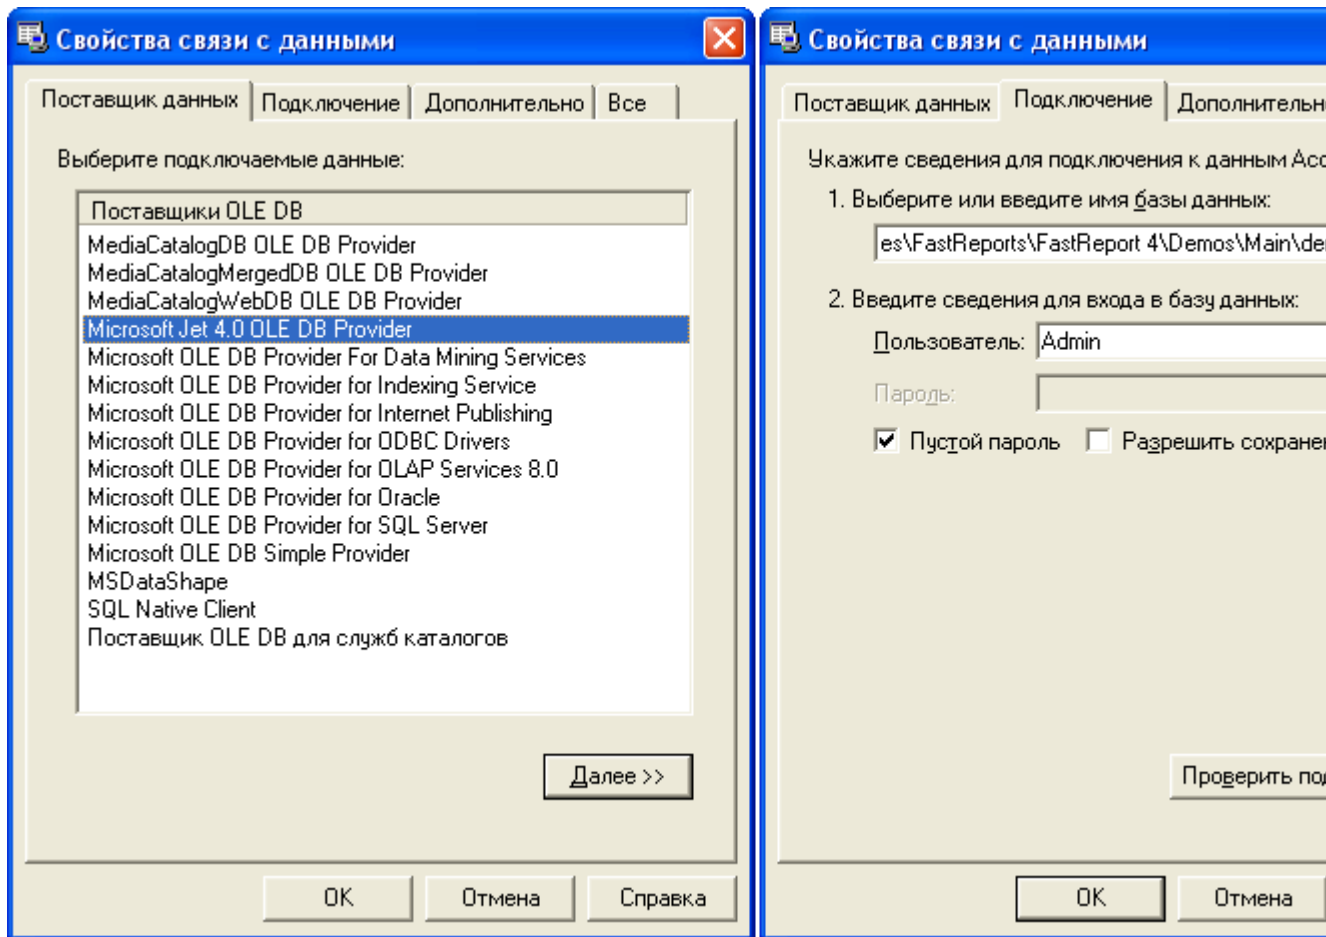 Свойства связи с данными
Поставщик данных Подключение Дополнительно Все
Выберите подключаемые данные:
Поставщики OLE DB
MediaCatalogDB OLE DB Provider
MediaCatalogMergedDB OLE DB Provider
MediaCatalogWebDB OLE DB Provider
Microsoft Jet 4.0 OLE DB Provider
Microsoft OLE DB Provider For Data Mining Services
Microsoft OLE DB Provider for Indexing Service
Microsoft OLE DB Provider for Internet Publishing
Microsoft OLE DB Provider for ODBC Drivers
Microsoft OLE DB Provider for OLAP Services 8.0
Microsoft OLE DB Provider for Oracle
Microsoft OLE DB Provider for SQL Server
Microsoft OLE DB Simple Provider
MSDataShape
SQL Native Client
Поставщик OLE DB для служб каталогов
Далее >>
OK Отмена Справка
Свойства связи с данными
Поставщик данных Подключение Дополнительн
Укажите сведения для подключения к данным Acc
1. Выберите или введите имя базы данных:
es\FastReports\FastReport 4\Demos\Main\de
2. Введите сведения для входа в базу данных:
Пользователь: Admin
Пароль:
Пустой пароль Разрешить сохране
Проверить по
OK Отмена